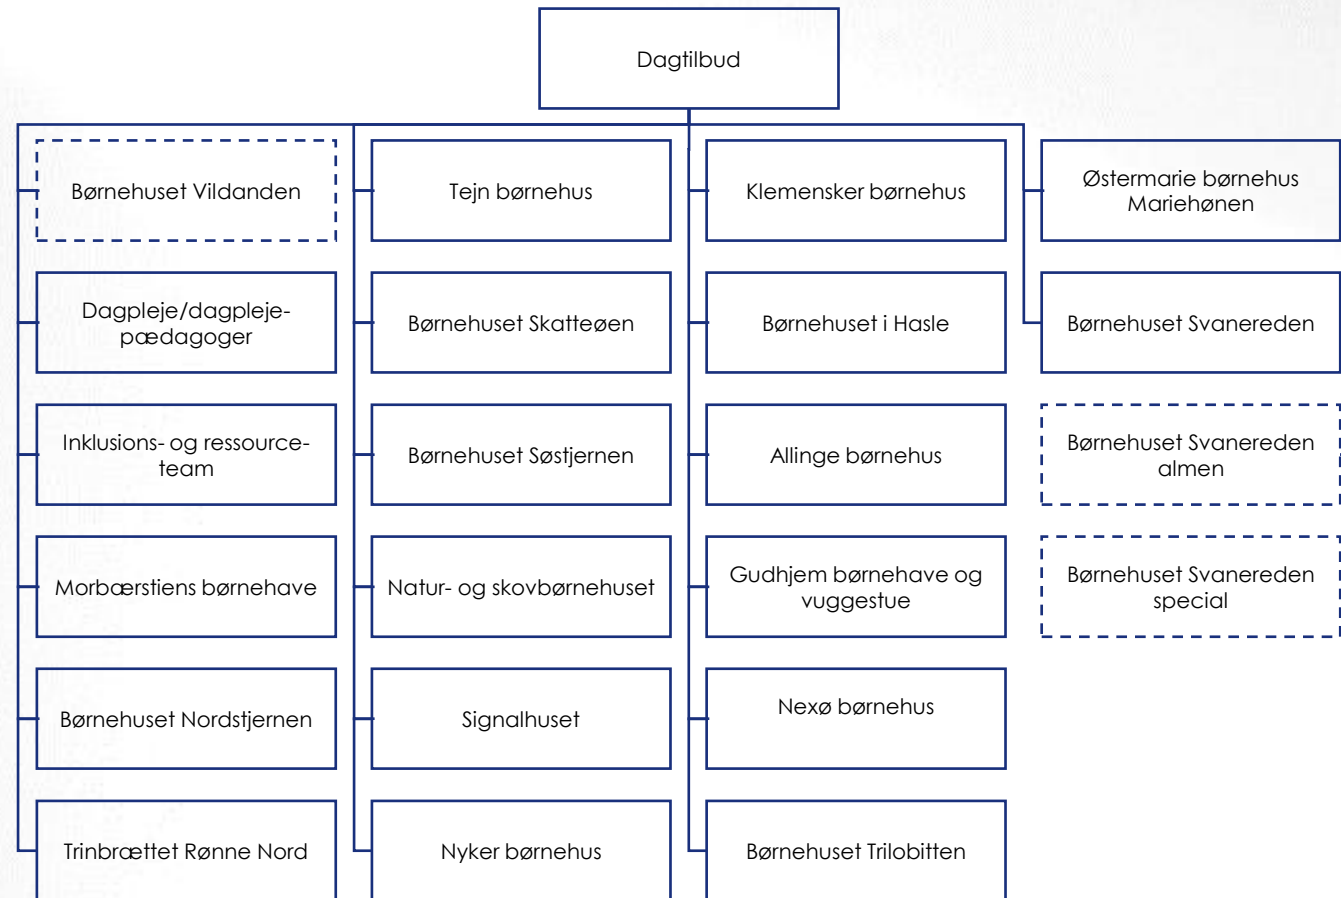 Dagtilbud
Børnehuset Vildanden
Tejn børnehus
Klemensker børnehus
Østermarie børnehus
Mariehønen
Dagpleje/dagpleje-
pædagoger
Børnehuset Skatteøen
Børnehuset i Hasle
Børnehuset Svanereden
Inklusions- og ressource-
team
Børnehuset Søstjernen
Allinge børnehus
Børnehuset Svanereden
almen
Morbærstiens børnehave
Natur- og skovbørnehuset
Gudhjem børnehave og
vuggestue
Børnehuset Svanereden
special
Børnehuset Nordstjernen
Signalhuset
Nexø børnehus
Trinbrættet Rønne Nord
Nyker børnehus
Børnehuset Trilobitten